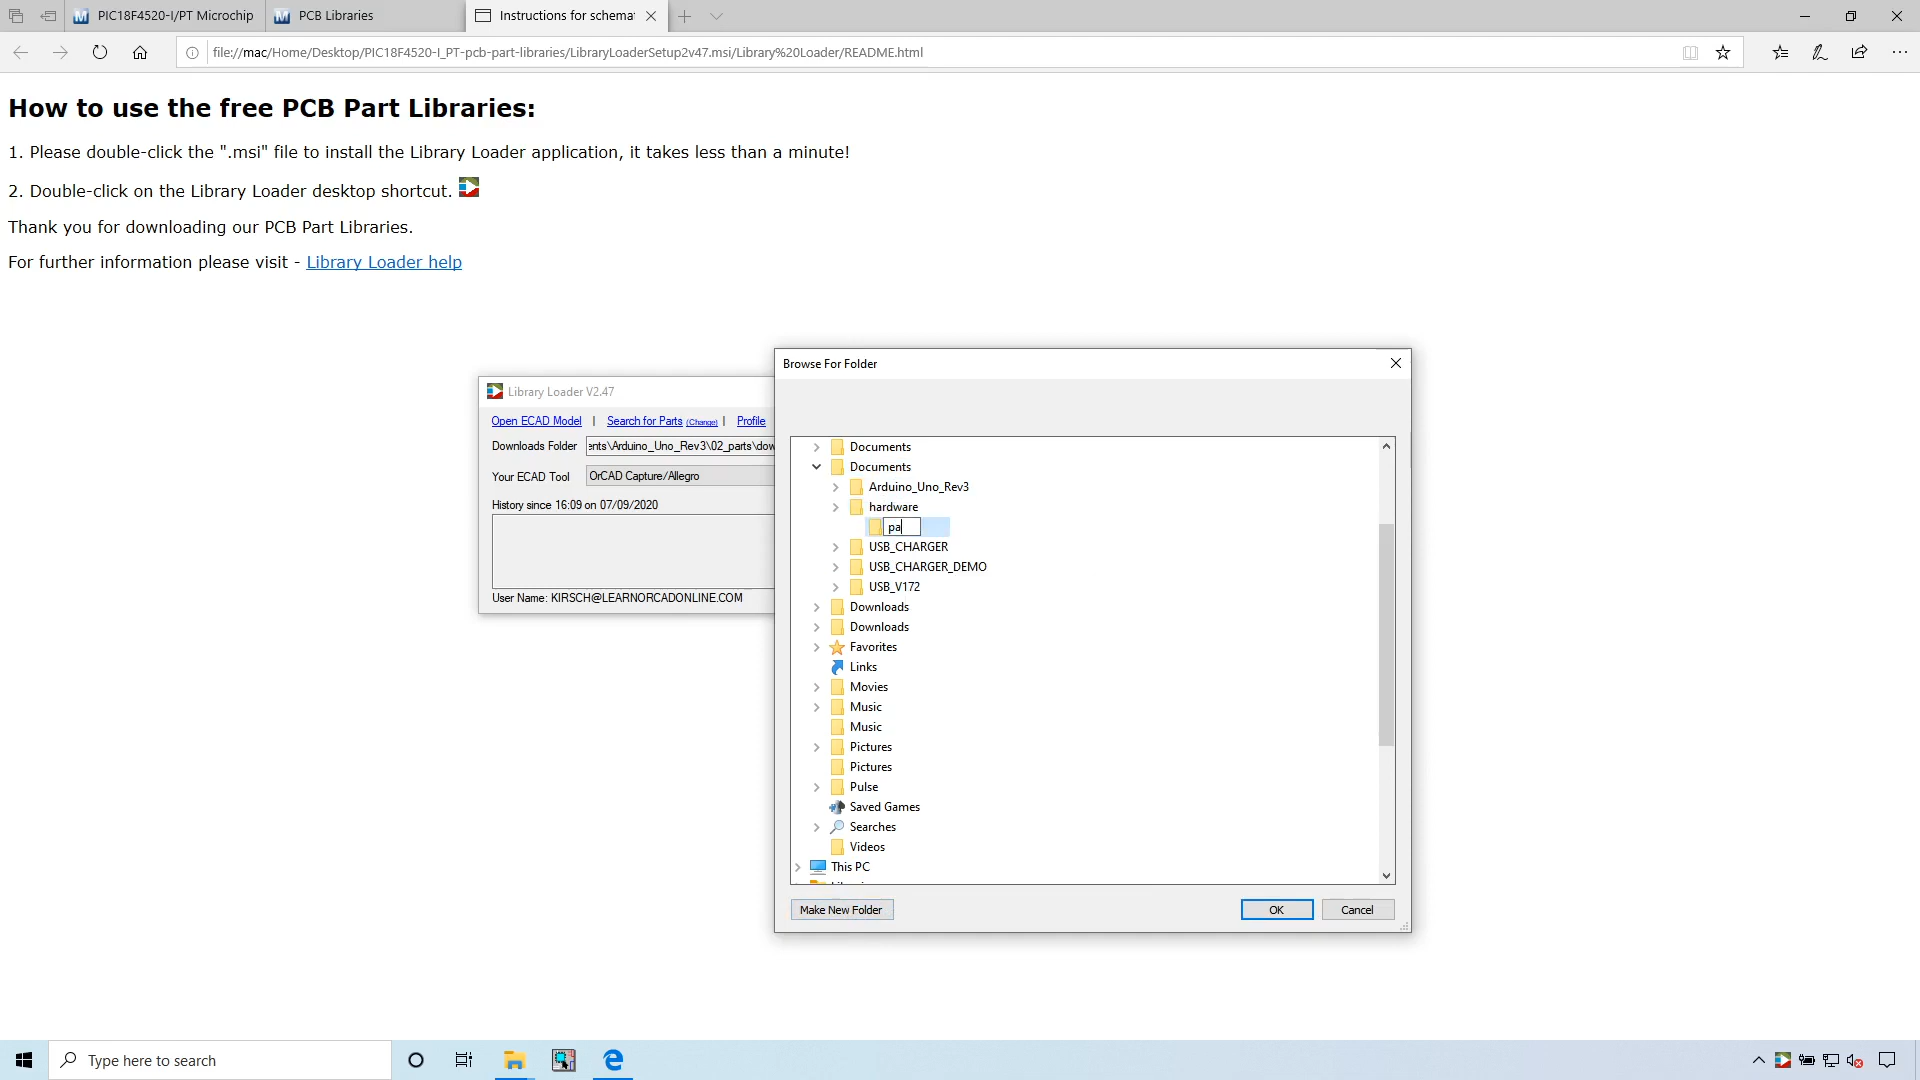 PIC18F4520-I/PT Microchip
PCB Libraries
Instructions for schemat
file://mac/Home/Desktop/PIC18F4520-I_PT-pcb-part-libraries/LibraryLoaderSetup2v47.msi/Library%20Loader/README.html
How to use the free PCB Part Libraries:
1. Please double-click the ".msi" file to install the Library Loader application, it takes less than a minute!
2. Double-click on the Library Loader desktop shortcut.
Thank you for downloading our PCB Part Libraries.
For further information please visit - Library Loader help
Library Loader V2.47
Open ECAD Model | Search for Parts (Change) | Profile
Downloads Folder ents\Arduino_Uno_Rev3\02_parts\dow
Your ECAD Tool OrCAD Capture/Allegro
History since 16:09 on 07/09/2020
User Name: KIRSCH@LEARNORCADONLINE.COM
Browse For Folder
Documents
Documents
Arduino_Uno_Rev3
hardware
pa
USB_CHARGER
USB_CHARGER_DEMO
USB_V172
Downloads
Downloads
Favorites
Links
Movies
Music
Music
Pictures
Pictures
Pulse
Saved Games
Searches
Videos
This PC
Make New Folder
OK
Cancel
Type here to search